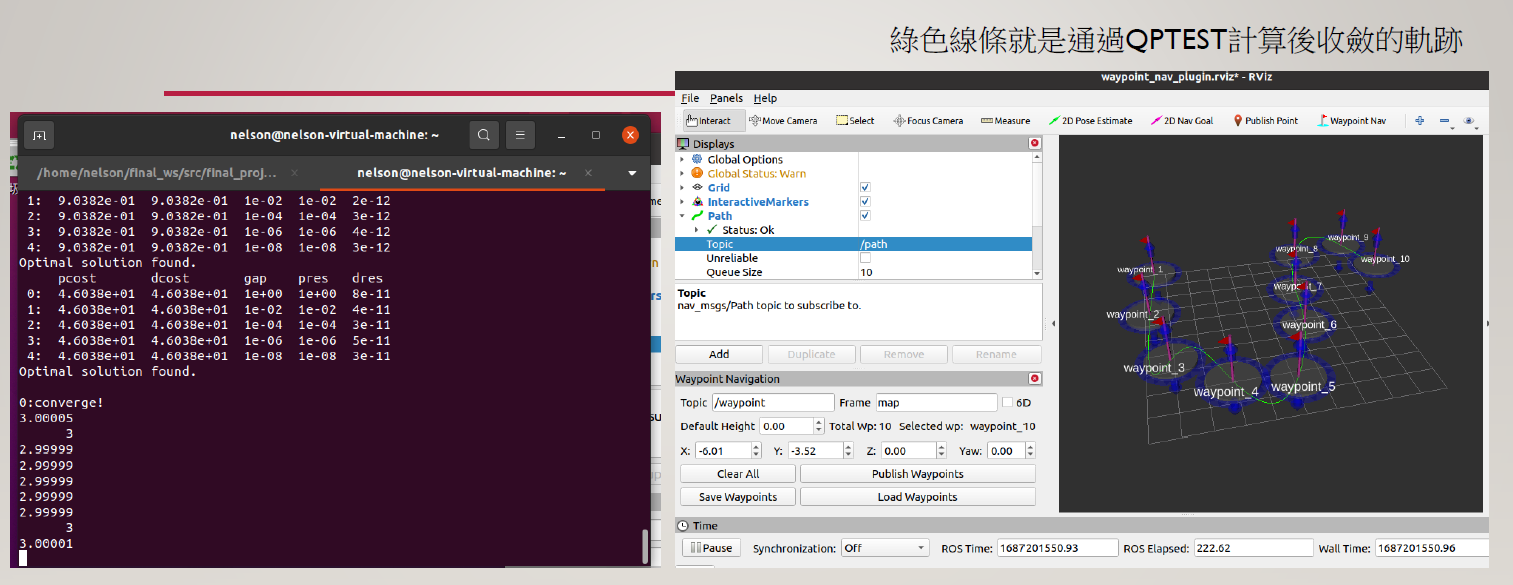 綠色線條就是通過QPTEST計算後收斂的軌跡
nelson@nelson-virtual-machine: ~
/home/nelson/final_ws/src/final_proj...
nelson@nelson-virtual-machine: ~
1: 9.0382e-01 9.0382e-01 1e-02 1e-02 2e-12
2: 9.0382e-01 9.0382e-01 1e-04 1e-04 3e-12
3: 9.0382e-01 9.0382e-01 1e-06 1e-06 4e-12
4: 9.0382e-01 9.0382e-01 1e-08 1e-08 3e-12
Optimal solution found.
pcost dcost gap pres dres
0: 4.6038e+01 4.6038e+01 1e+00 1e+00 8e-11
1: 4.6038e+01 4.6038e+01 1e-02 1e-02 4e-11
2: 4.6038e+01 4.6038e+01 1e-04 1e-04 3e-11
3: 4.6038e+01 4.6038e+01 1e-06 1e-06 5e-11
4: 4.6038e+01 4.6038e+01 1e-08 1e-08 3e-11
Optimal solution found.
0:converge!
3.00005
3
2.99999
2.99999
2.99999
2.99999
2.99999
3
3.00001
waypoint_nav_plugin.rviz* - RViz
File Panels Help
Interact Move Camera Select Focus Camera Measure 2D Pose Estimate 2D Nav Goal Publish Point Waypoint Nav
Displays
Global Options
Global Status: Warn
Grid
InteractiveMarkers
Path
Status: Ok
Topic /path
Unreliable
Queue Size 10
Topic
nav_msgs/Path topic to subscribe to.
Add Duplicate Remove Rename
Waypoint Navigation
Topic /waypoint Frame map 6D
Default Height 0.00 Total Wp: 10 Selected wp: waypoint_10
X: -6.01 Y: -3.52 Z: 0.00 Yaw: 0.00
Clear All Publish Waypoints
Save Waypoints Load Waypoints
waypoint_9
waypoint_8
waypoint_10
waypoint_1
waypoint_7
waypoint_2
waypoint_6
waypoint_3
waypoint_4
waypoint_5
Time
Pause Synchronization: Off ROS Time: 1687201550.93 ROS Elapsed: 222.62 Wall Time: 1687201550.96